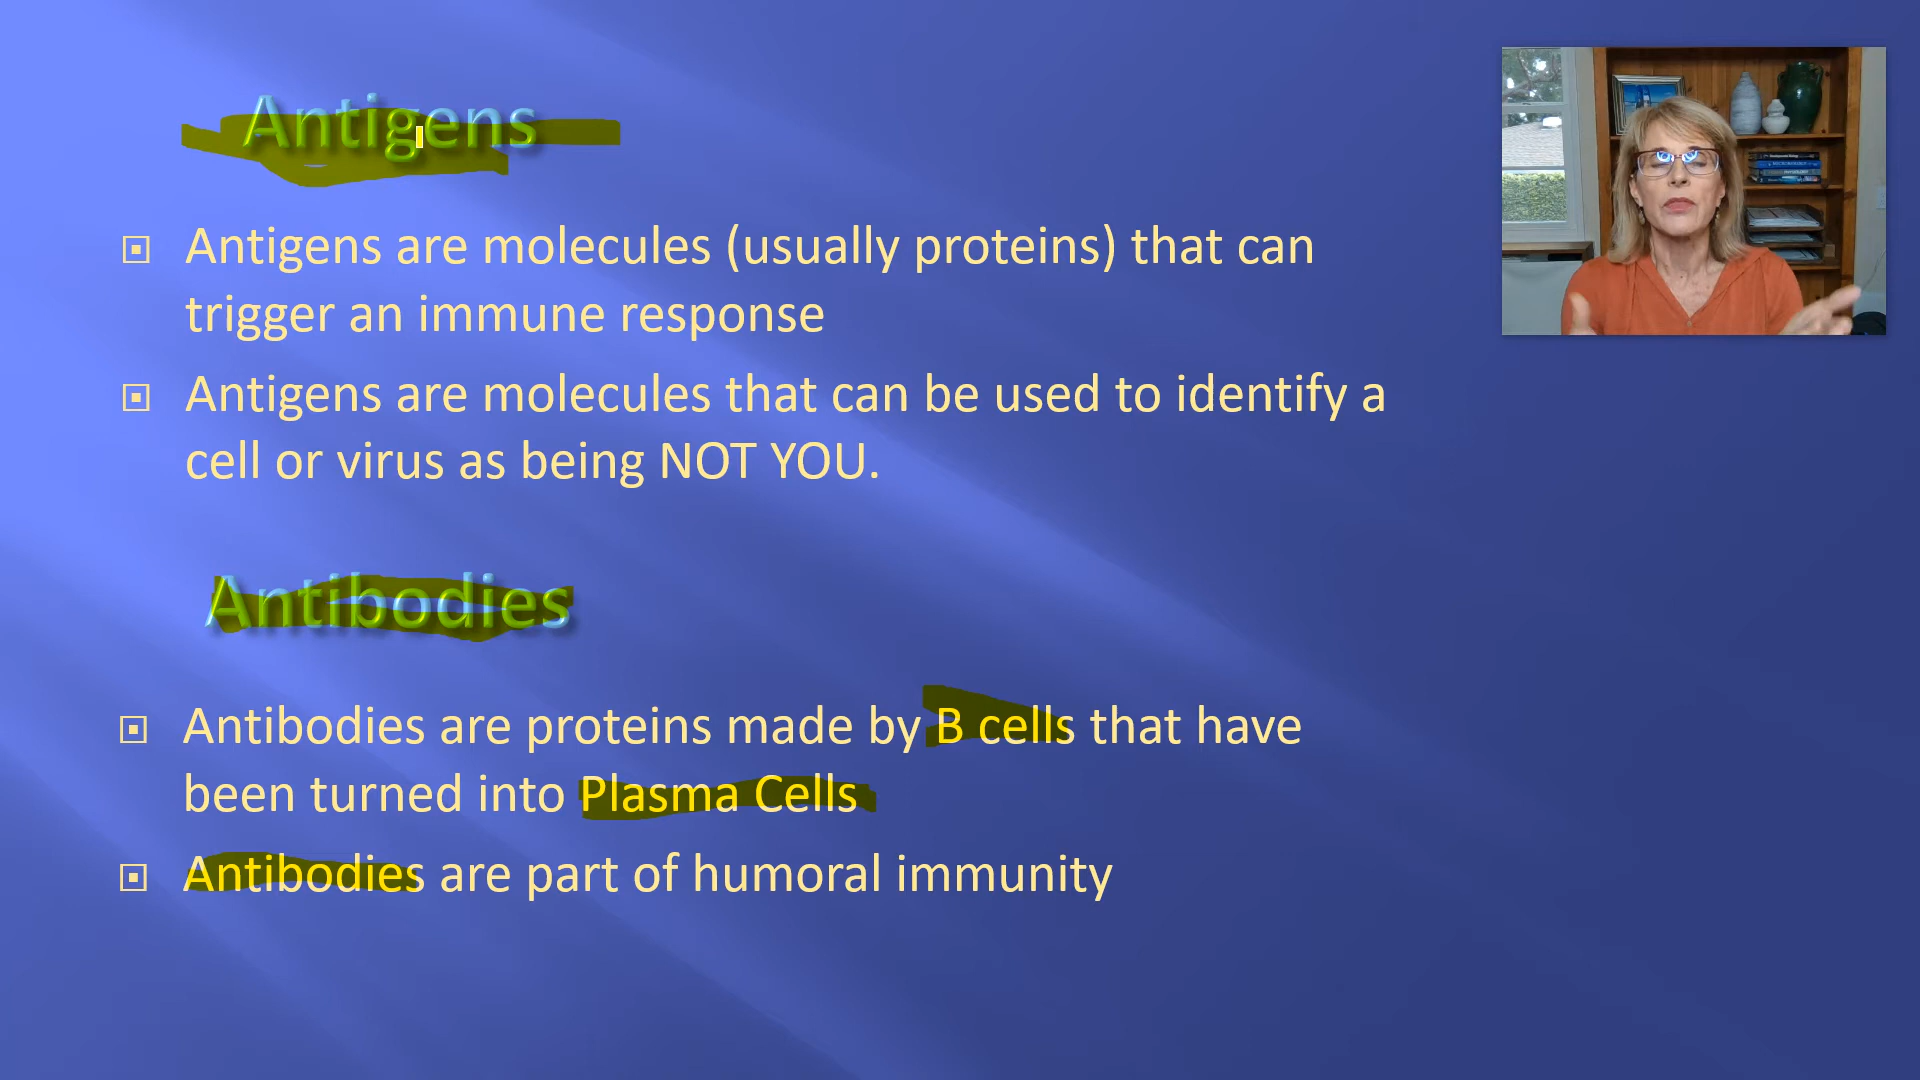 Antigens
Antigens are molecules (usually proteins) that can
trigger an immune response
Antigens are molecules that can be used to identify a
cell or virus as being NOT YOU.
Antibodies
Antibodies are proteins made by B cells that have
been turned into Plasma Cells
Antibodies are part of humoral immunity